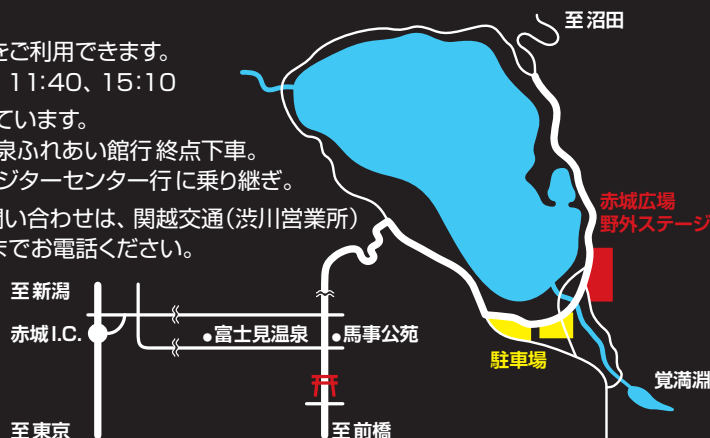 をご利用できます。
11:40、15:10
ています。
泉ふれあい館行 終点下車。
ジターセンター行に乗り継ぎ。
問い合わせは、関越交通（渋川営業所）
までお電話ください。
至沼田
赤城広場
野外ステージ
至新潟
赤城I.C.
●富士見温泉
●馬事公苑
駐車場
覚満淵
至東京
至前橋